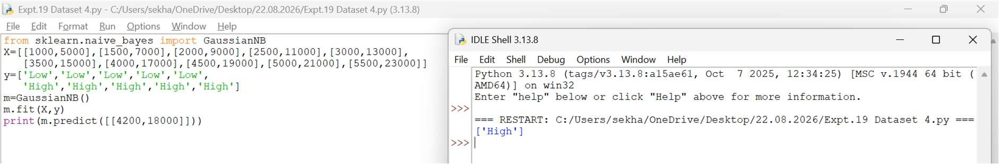 Expt.19 Dataset 4.py - C:/Users/sekha/OneDrive/Desktop/22.08.2026/Expt.19 Dataset 4.py (3.13.8)
File Edit Format Run Options Window Help
from sklearn.naive_bayes import GaussianNB
X=[[1000,5000],[1500,7000],[2000,9000],[2500,11000],[3000,13000],
   [3500,15000],[4000,17000],[4500,19000],[5000,21000],[5500,23000]]
y=['Low','Low','Low','Low','Low',
   'High','High','High','High','High']
m=GaussianNB()
m.fit(X,y)
print(m.predict([[4200,18000]]))
IDLE Shell 3.13.8
File Edit Shell Debug Options Window Help
Python 3.13.8 (tags/v3.13.8:a15ae61, Oct  7 2025, 12:34:25) [MSC v.1944 64 bit (
AMD64)] on win32
Enter "help" below or click "Help" above for more information.
>>>
=== RESTART: C:/Users/sekha/OneDrive/Desktop/22.08.2026/Expt.19 Dataset 4.py ===
['High']
>>>